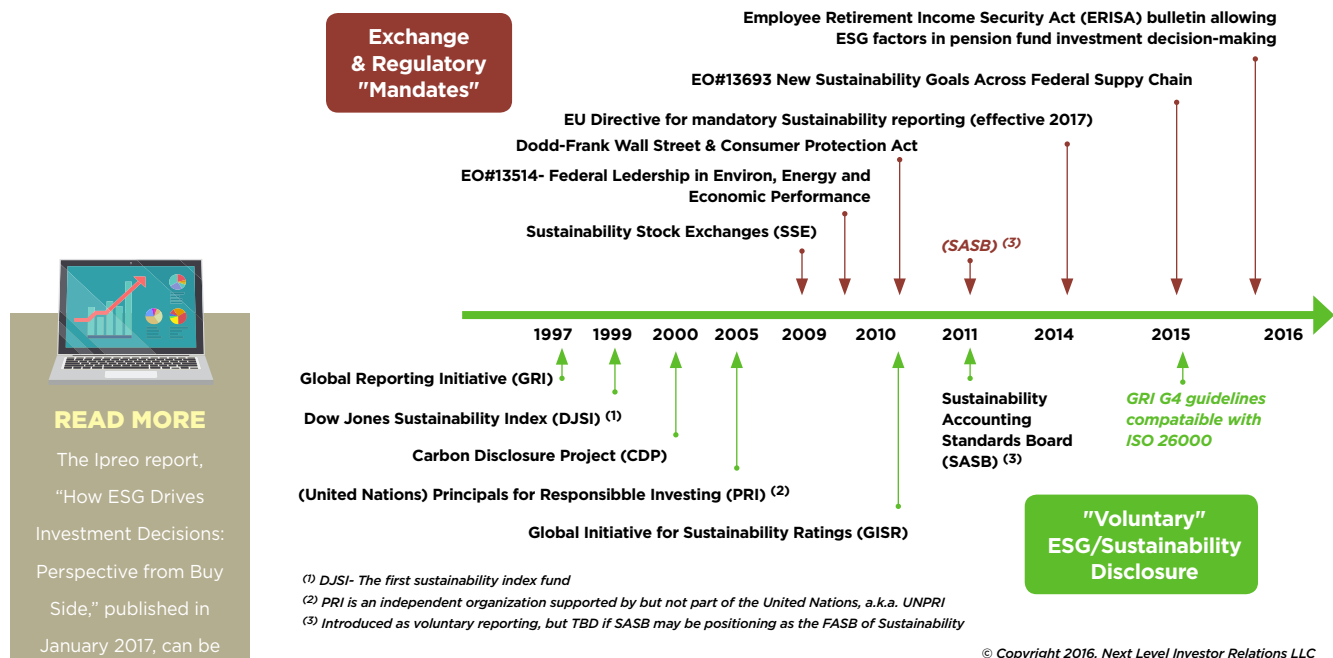 Exchange
& Regulatory
"Mandates"
Employee Retirement Income Security Act (ERISA) bulletin allowing
ESG factors in pension fund investment decision-making
EO#13693 New Sustainability Goals Across Federal Suppy Chain
EU Directive for mandatory Sustainability reporting (effective 2017)
Dodd-Frank Wall Street & Consumer Protection Act
EO#13514- Federal Ledership in Environ, Energy and
Economic Performance
Sustainability Stock Exchanges (SSE)
(SASB) (3)
1997 1999 2000 2005 2009 2010 2011 2014 2015 2016
Global Reporting Initiative (GRI)
Dow Jones Sustainability Index (DJSI) (1)
Carbon Disclosure Project (CDP)
(United Nations) Principals for Responsibble Investing (PRI) (2)
Global Initiative for Sustainability Ratings (GISR)
Sustainability
Accounting
Standards Board
(SASB) (3)
GRI G4 guidelines
compataible with
ISO 26000
"Voluntary"
ESG/Sustainability
Disclosure
(1) DJSI- The first sustainability index fund
(2) PRI is an independent organization supported by but not part of the United Nations, a.k.a. UNPRI
(3) Introduced as voluntary reporting, but TBD if SASB may be positioning as the FASB of Sustainability
© Copyright 2016, Next Level Investor Relations LLC
READ MORE
The Ipreo report,
“How ESG Drives
Investment Decisions:
Perspective from Buy
Side,” published in
January 2017, can be